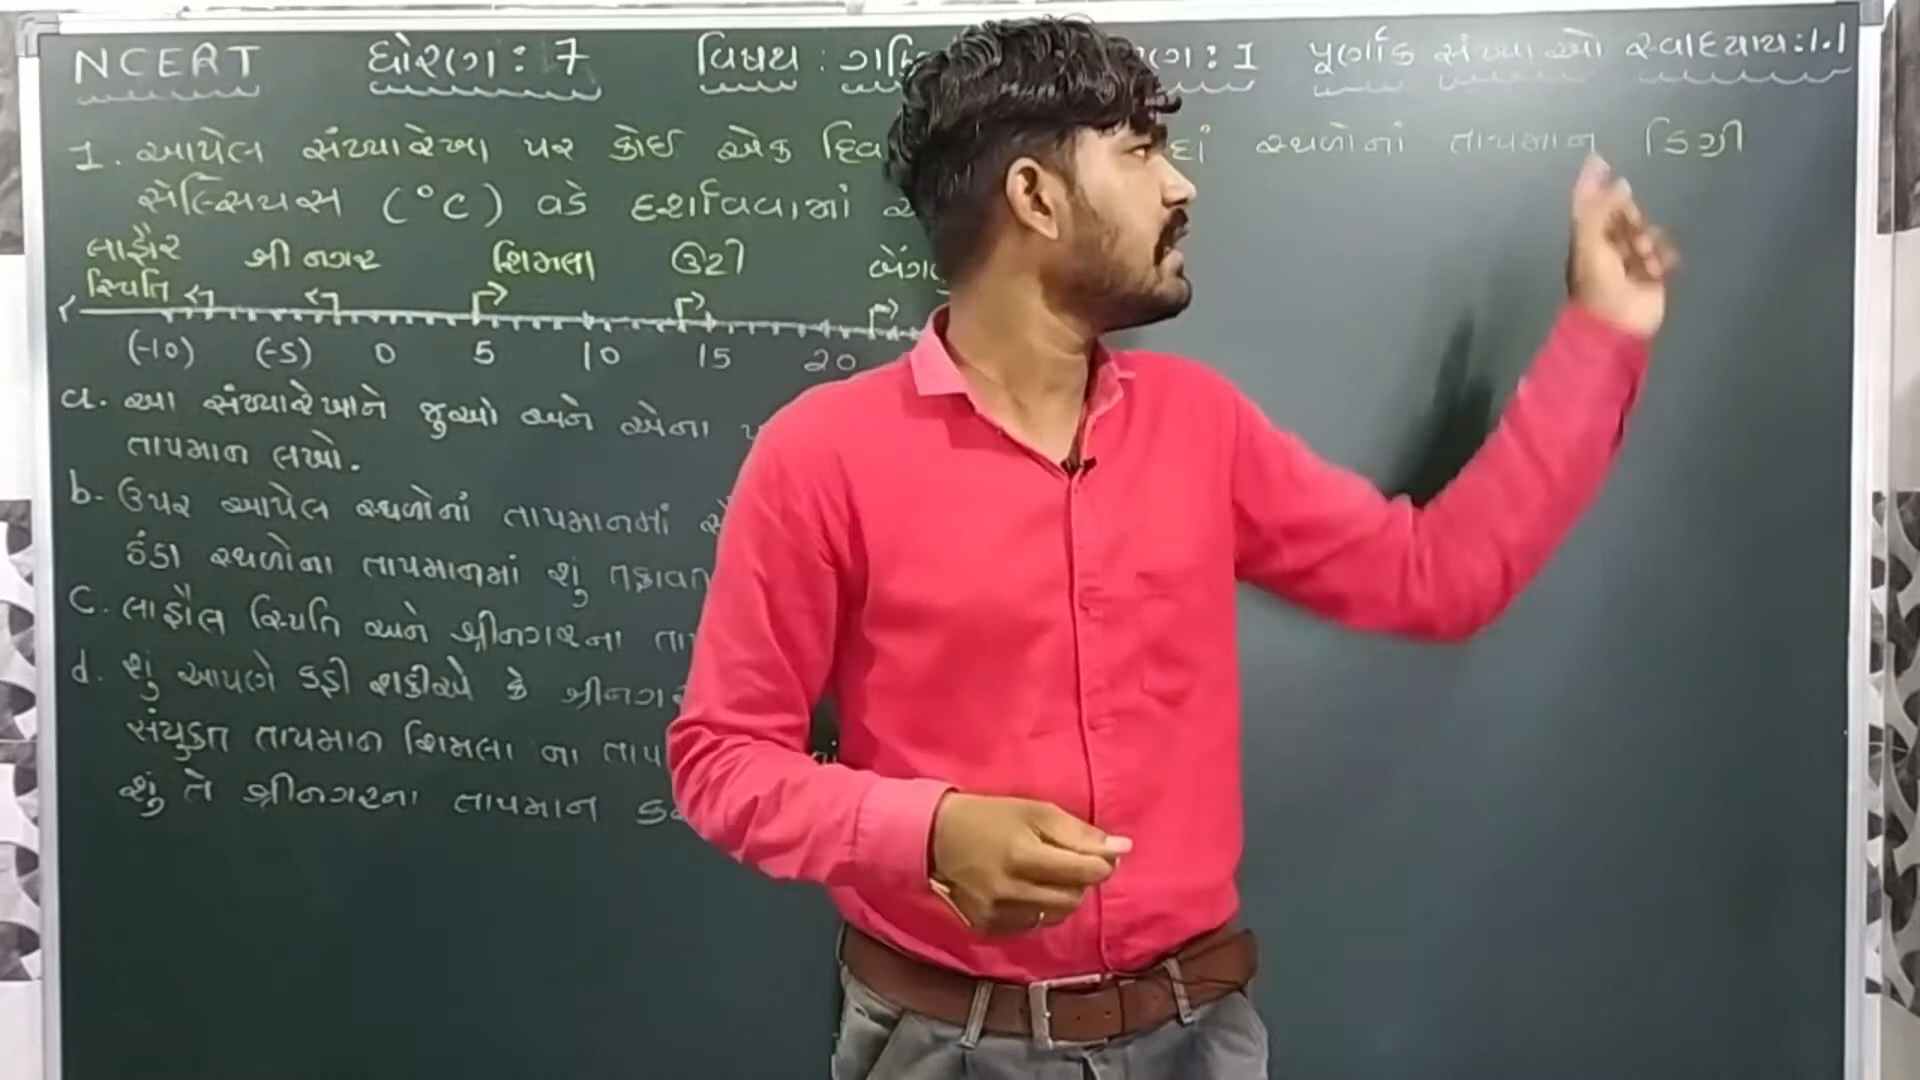 NCERT ધોરણ : 7 વિષય : પૂર્ણાંક સંખ્યાઓ સ્વાધ્યાય : 1.1
1. આપેલ સંખ્યારેખા પર કોઈ એક સ્થળોનાં તાપમાન ડિગ્રી
સેલ્સિયસ (°C) વડે દર્શાવવામાં
લાહૌર શ્રીનગર શિમલા ઉટી
સ્પિતિ
(-10) (-5) 0 5 10 15 20
a. આ સંખ્યારેખાને જુઓ અને એના
તાપમાન લખો.
b. ઉપર આપેલ સ્થળોનાં તાપમાનમાં
ઠંડા સ્થળોના તાપમાનમાં શું
c. લાહૌલ સ્પિતિ અને શ્રીનગરના
d. શું આપણે કહી શકીએ કે
સંયુક્ત તાપમાન શિમલા ના
શું તે શ્રીનગરના તાપમાન